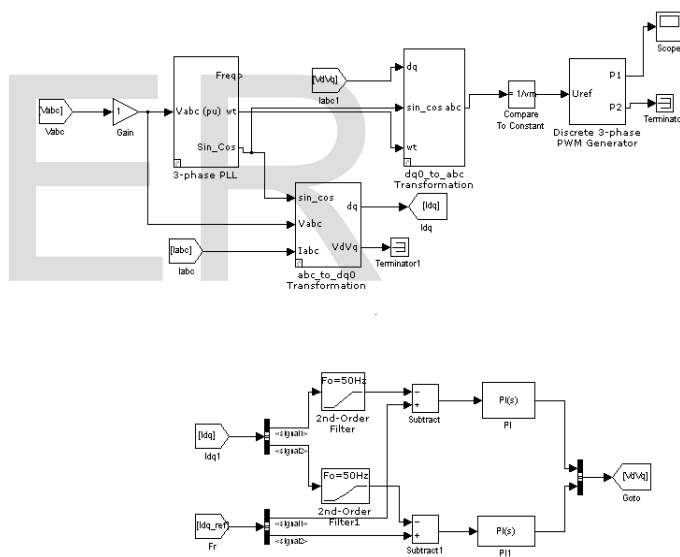 ER
Freq
Vabc (pu)
wt
Sin_Cos
3-phase PLL
[Vabc]
Vabc
1
Gain
[VdVq]
Iabc1
dq
sin_cos
abc
wt
dq0_to_abc
Transformation
= 1/vm
Compare
To Constant
Uref
P1
P2
Discrete 3-phase
PWM Generator
Scope
Terminator
sin_cos
dq
Vabc
VdVq
Iabc
abc_to_dq0
Transformation
[Iabc]
Iabc
[Idq]
Idq
Terminator1
Fo=50Hz
2nd-Order
Filter
[Idq]
Idq1
<signal1>
<signal2>
Fo=50Hz
2nd-Order
Filter1
[Idq_ref]
Fr
<signal1>
<signal2>
−
+
Subtract
PI(s)
PI
−
+
Subtract1
PI(s)
PI1
[VdVq]
Goto